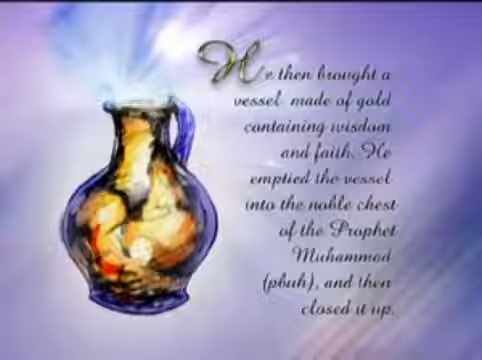 He then brought a
vessel made of gold
containing wisdom
and faith. He
emptied the vessel
into the noble chest
of the Prophet
Muhammad
(pbuh), and then
closed it up.